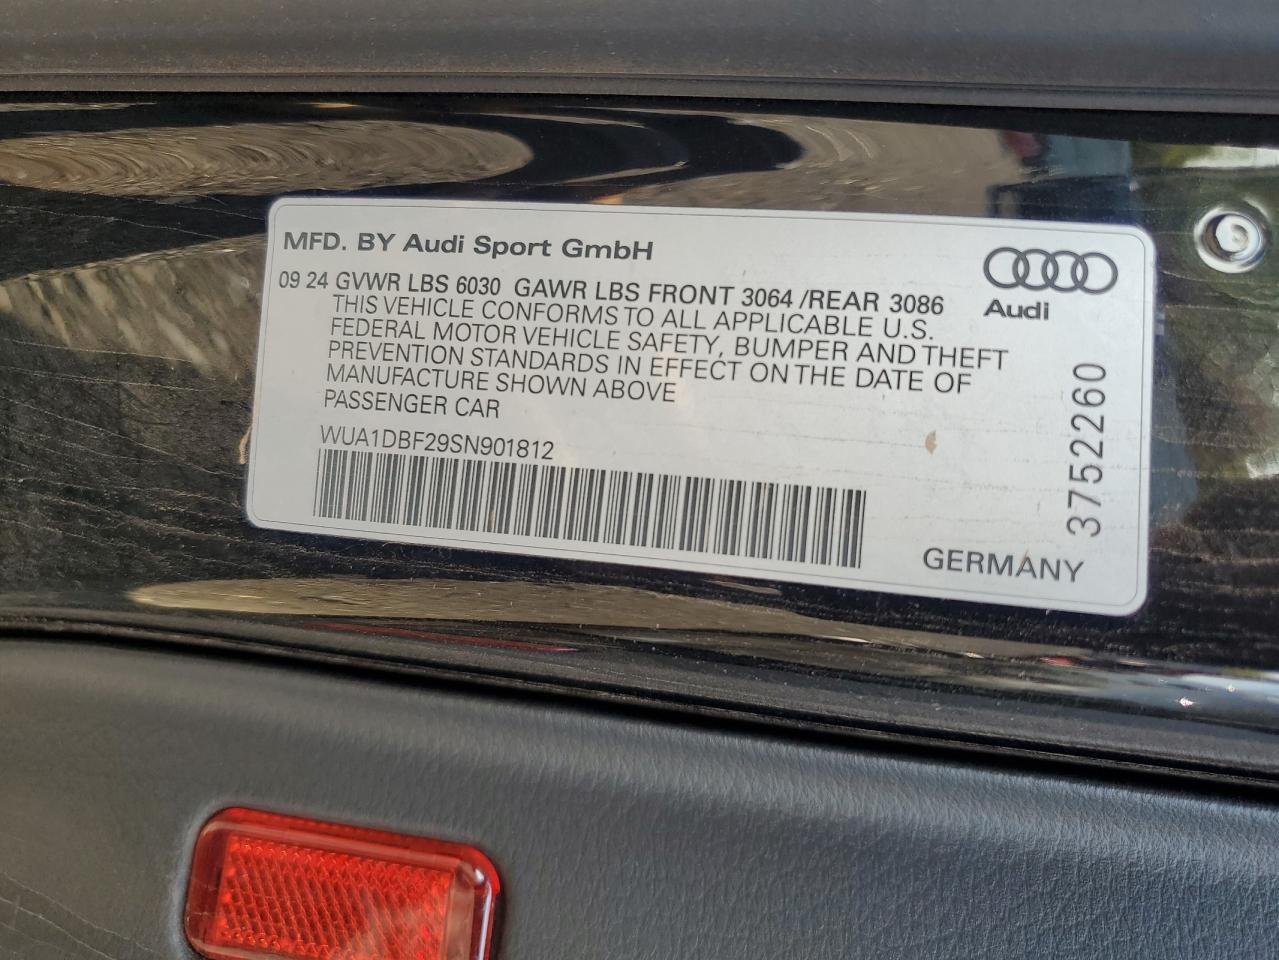 MFD. BY Audi Sport GmbH
Audi
09 24 GVWR LBS 6030 GAWR LBS FRONT 3064 /REAR 3086
THIS VEHICLE CONFORMS TO ALL APPLICABLE U.S.
FEDERAL MOTOR VEHICLE SAFETY, BUMPER AND THEFT
PREVENTION STANDARDS IN EFFECT ON THE DATE OF
MANUFACTURE SHOWN ABOVE
PASSENGER CAR
WUA1DBF29SN901812
3752260
GERMANY